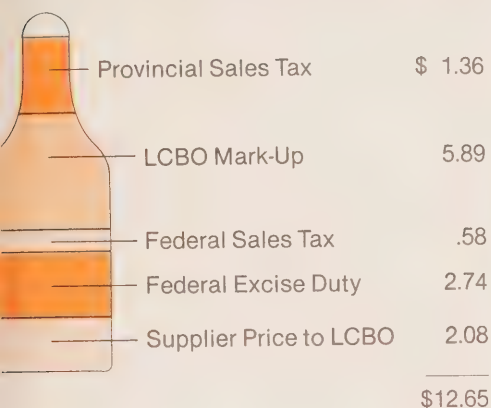 Provincial Sales Tax $ 1.36
LCBO Mark-Up 5.89
Federal Sales Tax .58
Federal Excise Duty 2.74
Supplier Price to LCBO 2.08
$12.65